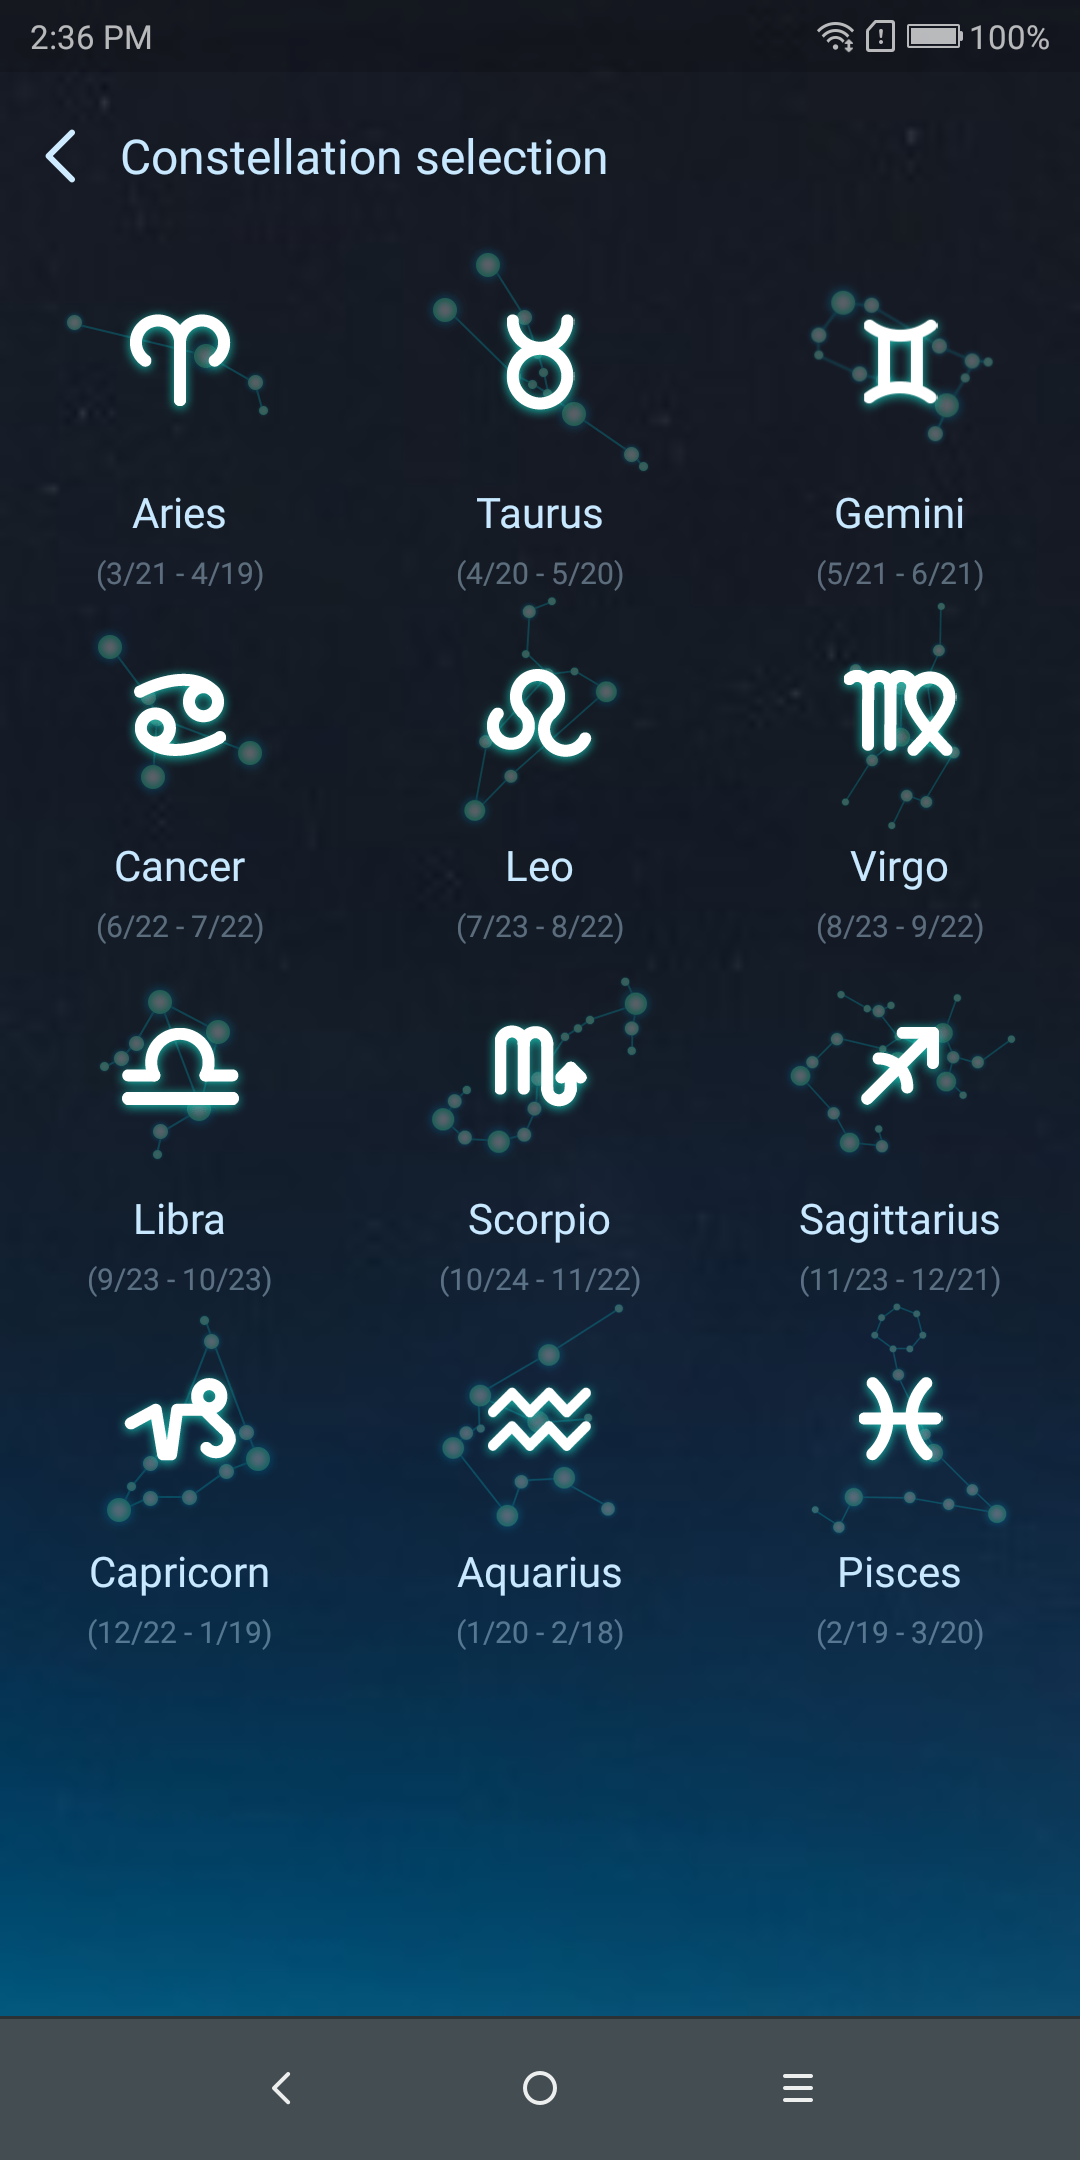 2:36 PM 100%
Constellation selection
Aries Taurus Gemini
(3/21 - 4/19) (4/20 - 5/20) (5/21 - 6/21)
Cancer Leo Virgo
(6/22 - 7/22) (7/23 - 8/22) (8/23 - 9/22)
Libra Scorpio Sagittarius
(9/23 - 10/23) (10/24 - 11/22) (11/23 - 12/21)
Capricorn Aquarius Pisces
(12/22 - 1/19) (1/20 - 2/18) (2/19 - 3/20)